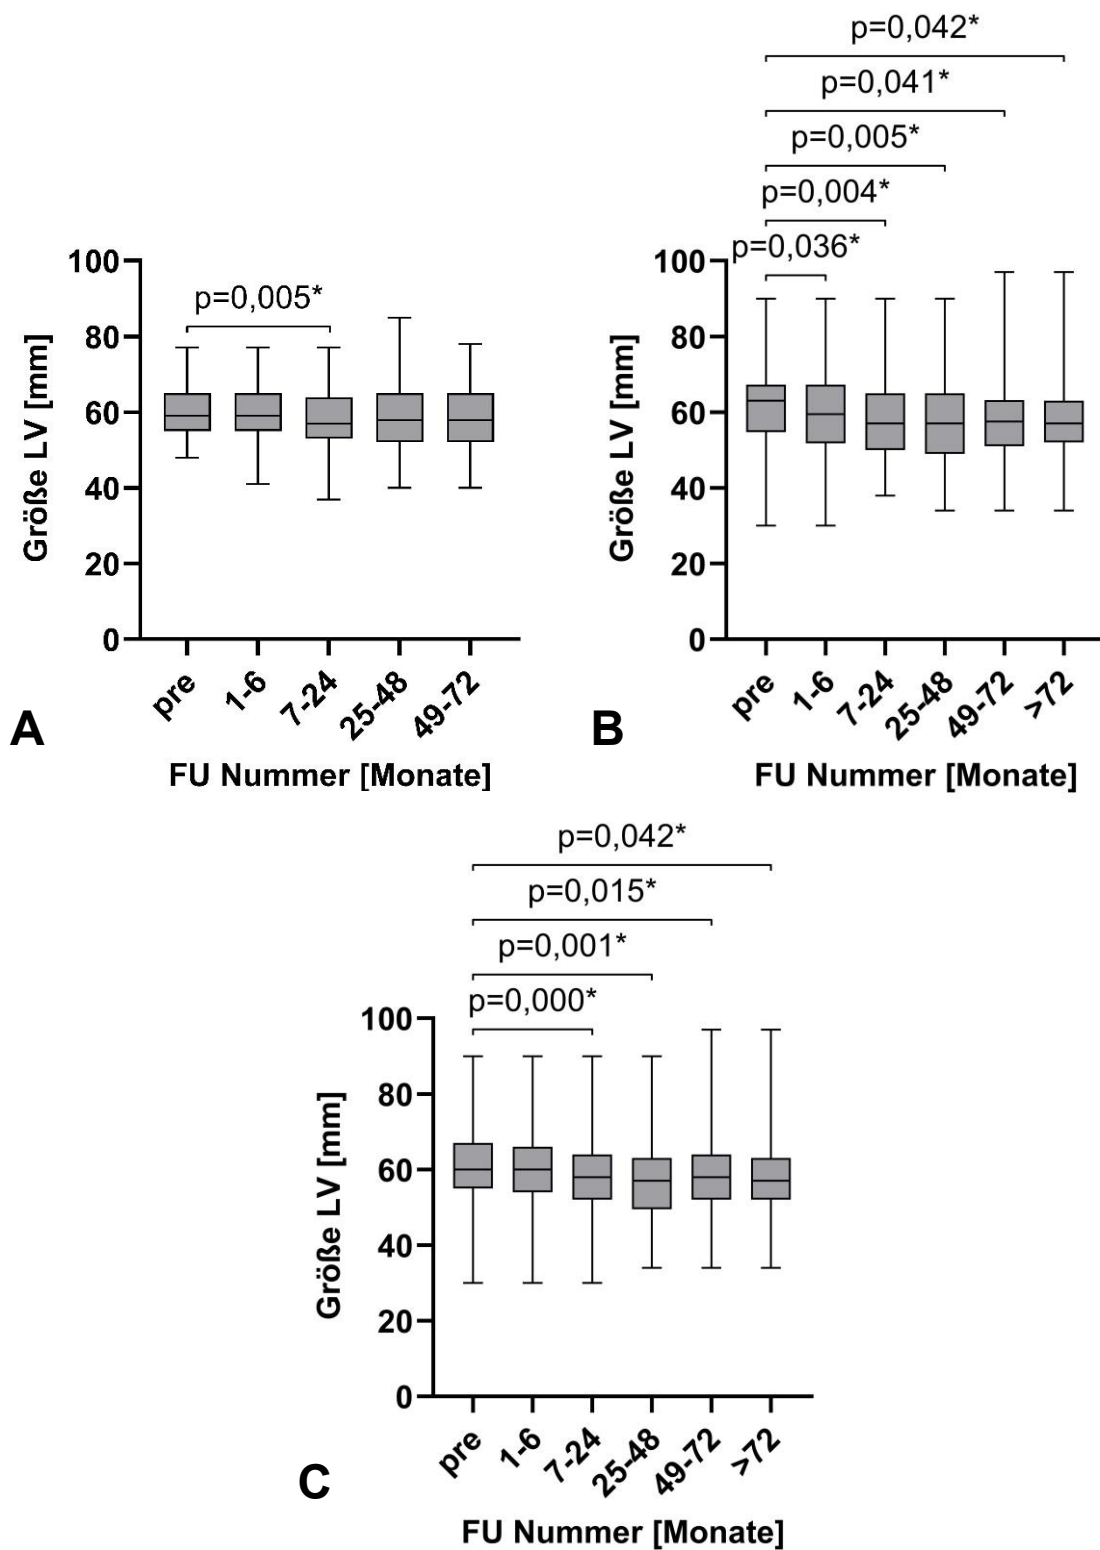 p=0,005*
100
80
60
40
20
0
Größe LV [mm]
pre
1-6
7-24
25-48
49-72
FU Nummer [Monate]
A
p=0,042*
p=0,041*
p=0,005*
p=0,004*
p=0,036*
100
80
60
40
20
0
Größe LV [mm]
pre
1-6
7-24
25-48
49-72
>72
FU Nummer [Monate]
B
p=0,042*
p=0,015*
p=0,001*
p=0,000*
100
80
60
40
20
0
Größe LV [mm]
pre
1-6
7-24
25-48
49-72
>72
FU Nummer [Monate]
C